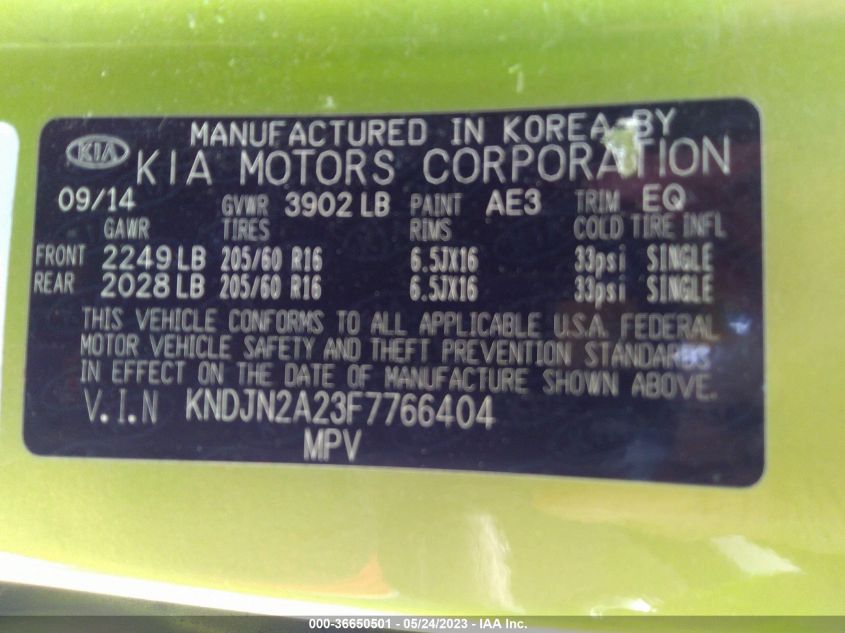 MANUFACTURED IN KOREA BY
KIA KIA MOTORS CORPORATION
09/14 GVWR 3902 LB PAINT AE3 TRIM EQ
GAWR TIRES RIMS COLD TIRE INFL
FRONT 2249 LB 205/60 R16 6.5JX16 33psi SINGLE
REAR 2028 LB 205/60 R16 6.5JX16 33psi SINGLE
THIS VEHICLE CONFORMS TO ALL APPLICABLE U.S.A. FEDERAL
MOTOR VEHICLE SAFETY AND THEFT PREVENTION STANDARDS
IN EFFECT ON THE DATE OF MANUFACTURE SHOWN ABOVE.
V.I.N KNDJN2A23F7766404
MPV
000-36650501 - 05/24/2023 - IAA Inc.